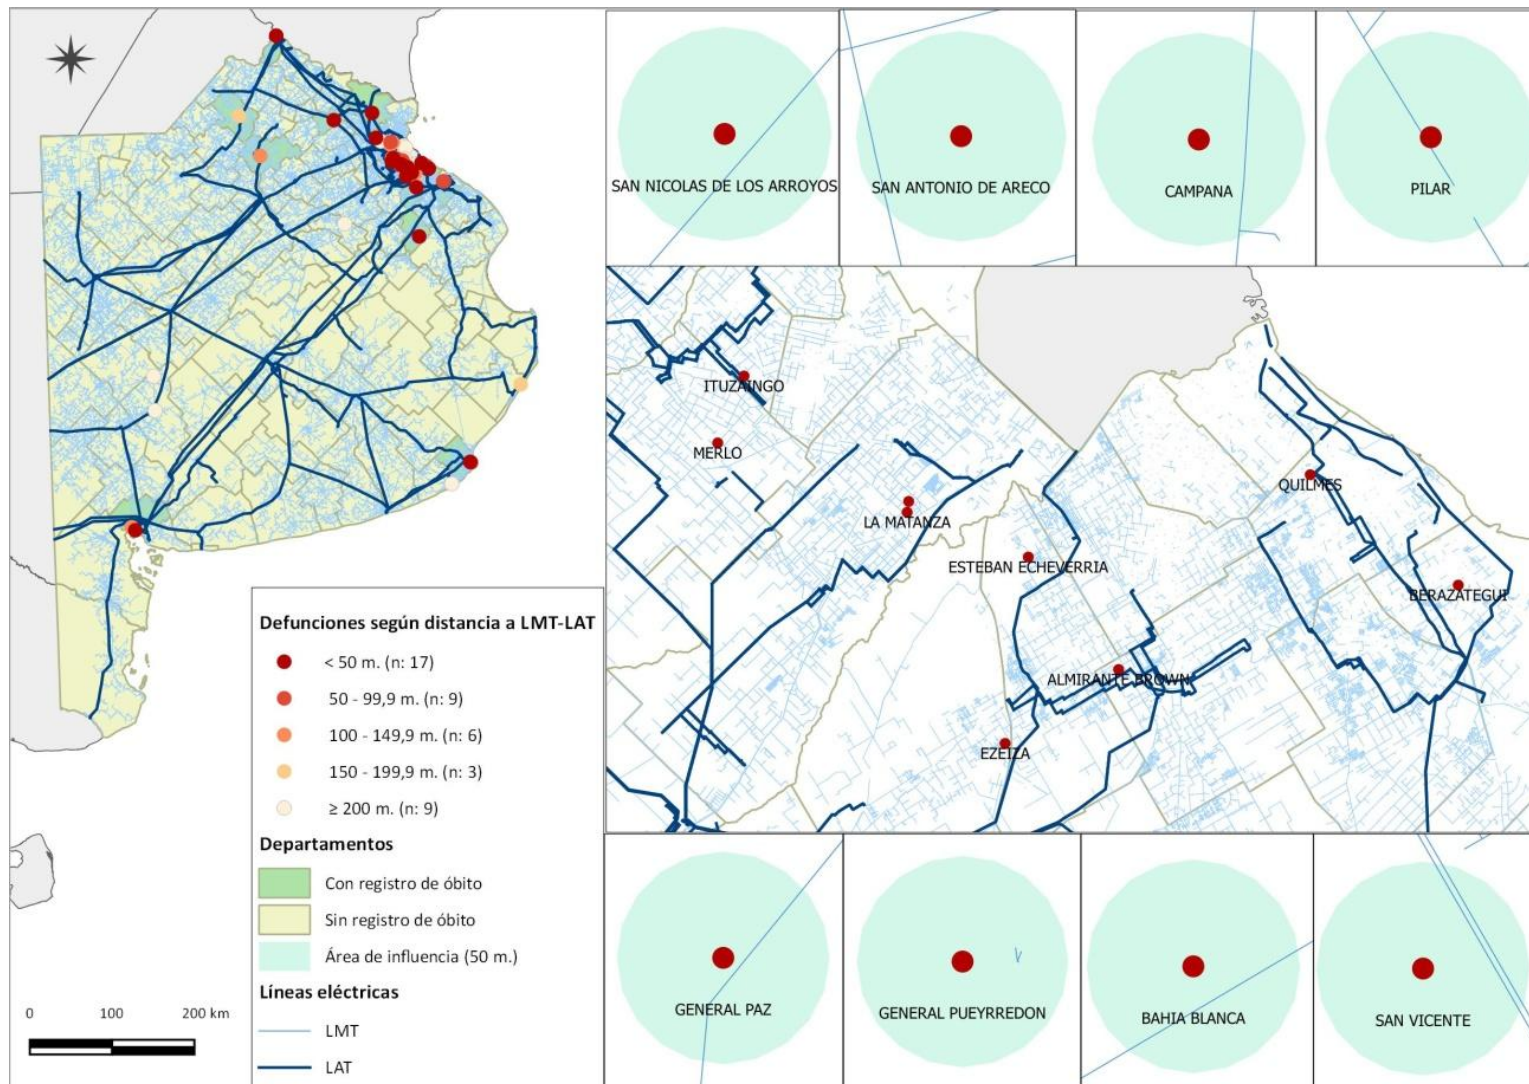 SAN NICOLAS DE LOS ARROYOS
SAN ANTONIO DE ARECO
CAMPANA
PILAR
ITUZAINGO
MERLO
LA MATANZA
QUILMES
ESTEBAN ECHEVERRIA
BERAZATEGUI
ALMIRANTE BROWN
EZEIZA
Defunciones según distancia a LMT-LAT
< 50 m. (n: 17)
50 - 99,9 m. (n: 9)
100 - 149,9 m. (n: 6)
150 - 199,9 m. (n: 3)
≥ 200 m. (n: 9)
Departamentos
Con registro de óbito
Sin registro de óbito
Área de influencia (50 m.)
Líneas eléctricas
LMT
LAT
0 100 200 km
GENERAL PAZ
GENERAL PUEYRREDON
BAHIA BLANCA
SAN VICENTE